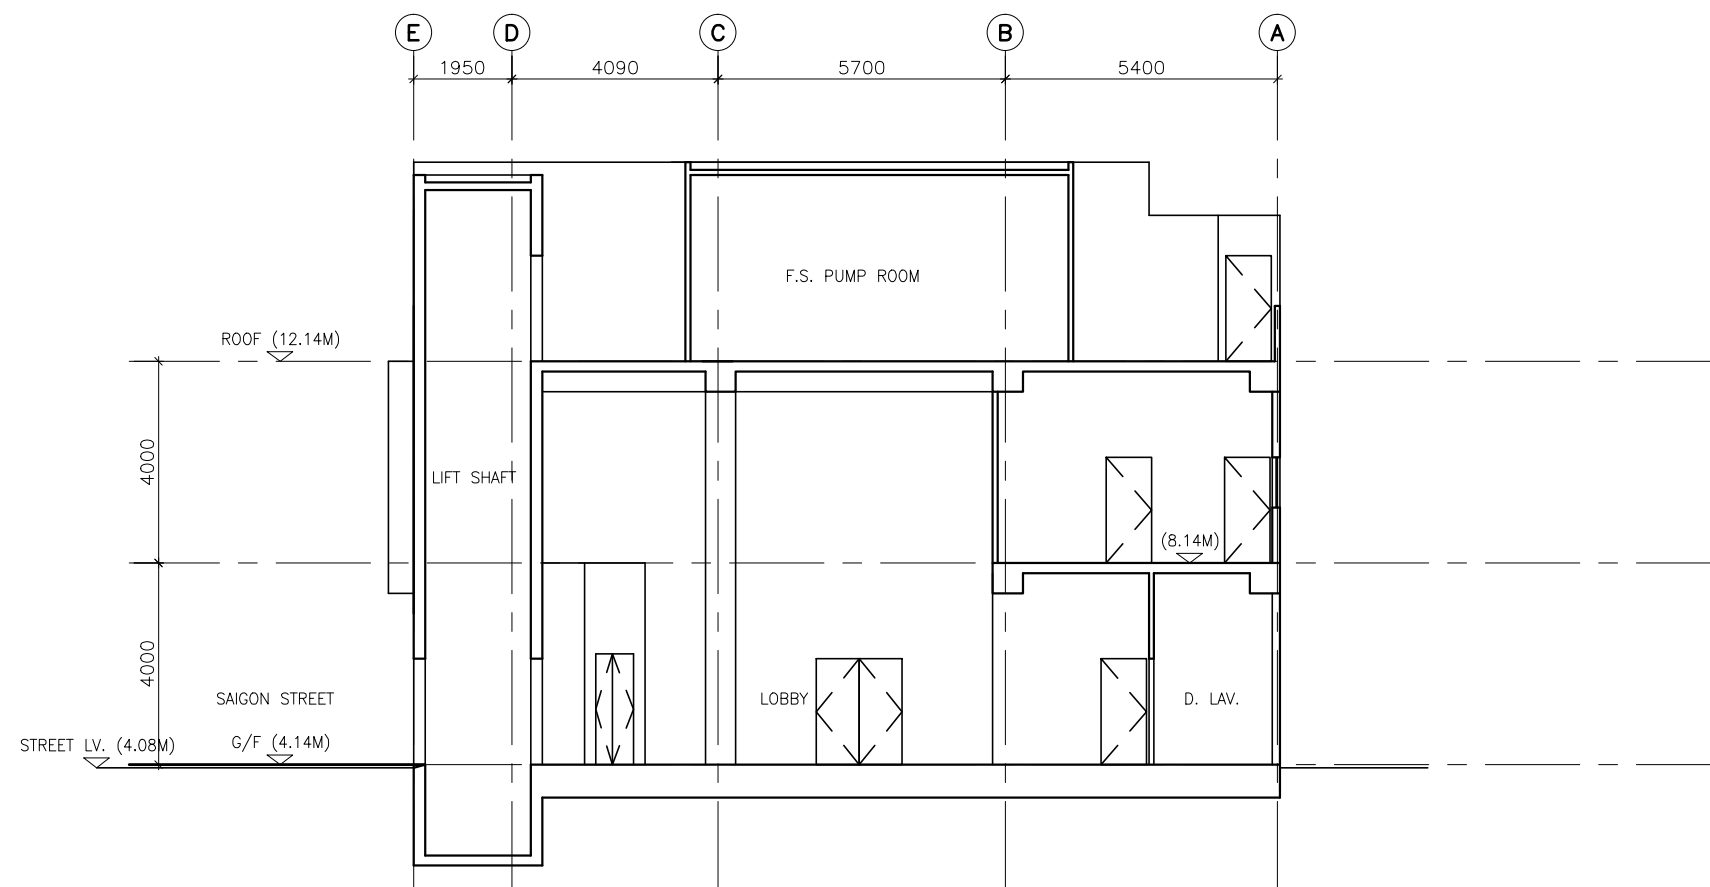 E D C B A
1950 4090 5700 5400
F.S. PUMP ROOM
ROOF (12.14M)
4000
LIFT SHAFT
(8.14M)
4000
SAIGON STREET
LOBBY
D. LAV.
STREET LV. (4.08M)
G/F (4.14M)